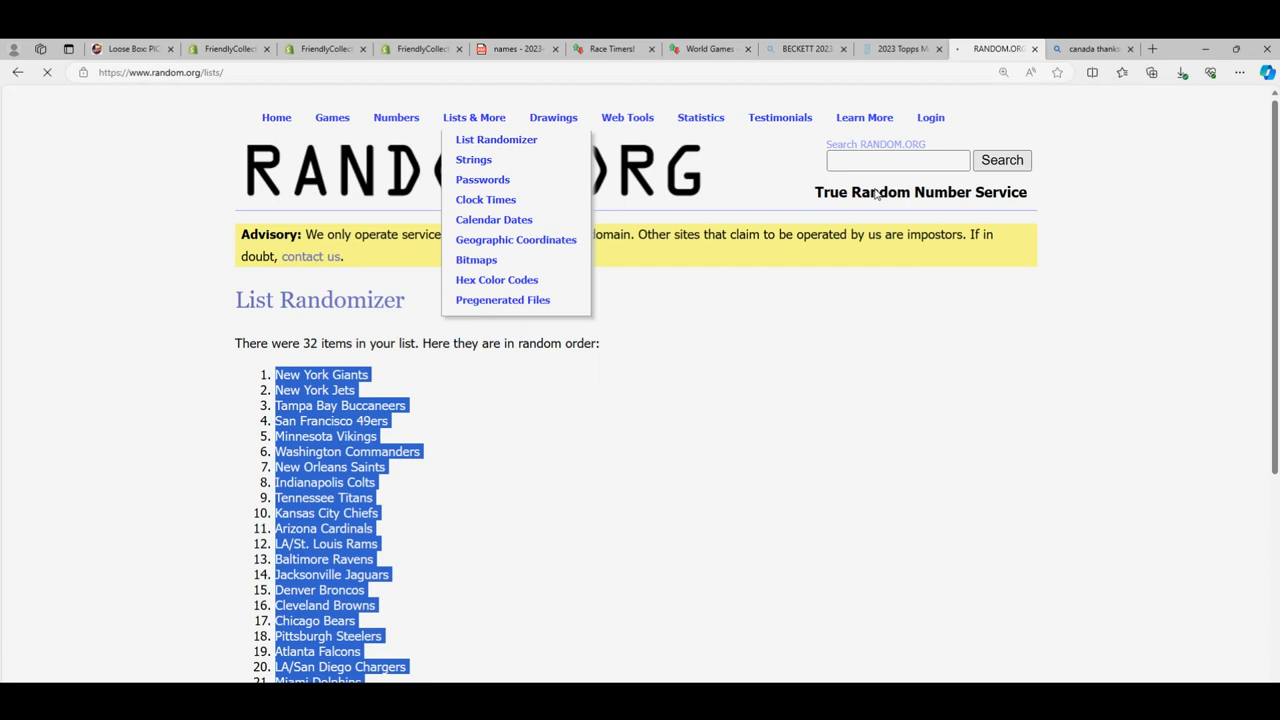 Loose Box: PIC
FriendlyCollect
FriendlyCollect
FriendlyCollect
names - 2023-
Race Timers!
World Games -
BECKETT 2023
2023 Topps M
RANDOM.ORG
canada thanks
https://www.random.org/lists/
Home Games Numbers Lists & More Drawings Web Tools Statistics Testimonials Learn More Login
List Randomizer
Strings
Passwords
Clock Times
Calendar Dates
Geographic Coordinates
Bitmaps
Hex Color Codes
Pregenerated Files
RAND RG
Search RANDOM.ORG
Search
True Random Number Service
Advisory: We only operate service omain. Other sites that claim to be operated by us are impostors. If in
doubt, contact us.
List Randomizer
There were 32 items in your list. Here they are in random order:
1. New York Giants
2. New York Jets
3. Tampa Bay Buccaneers
4. San Francisco 49ers
5. Minnesota Vikings
6. Washington Commanders
7. New Orleans Saints
8. Indianapolis Colts
9. Tennessee Titans
10. Kansas City Chiefs
11. Arizona Cardinals
12. LA/St. Louis Rams
13. Baltimore Ravens
14. Jacksonville Jaguars
15. Denver Broncos
16. Cleveland Browns
17. Chicago Bears
18. Pittsburgh Steelers
19. Atlanta Falcons
20. LA/San Diego Chargers
21. Miami Dolphins